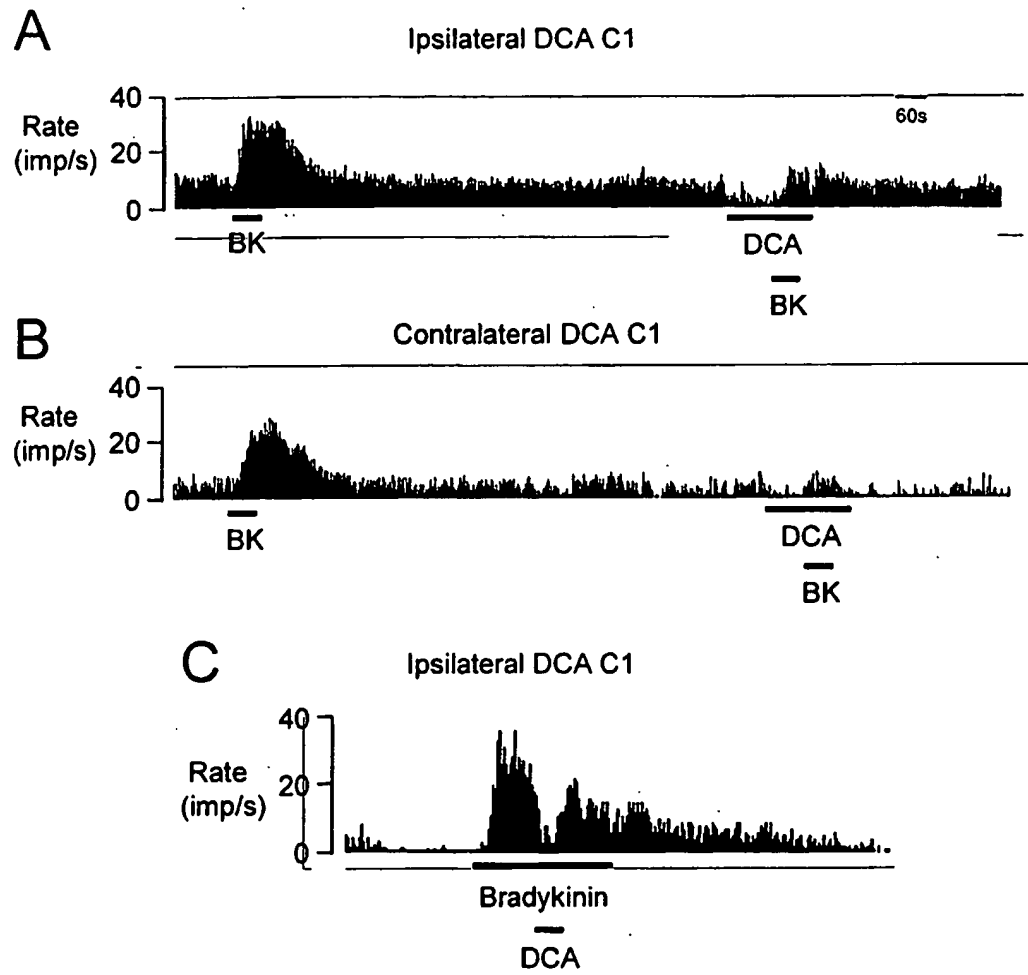 A
Ipsilateral DCA C1
40
Rate
(imp/s)
20
0
60s
BK
DCA
BK
B
Contralateral DCA C1
40
Rate
(imp/s)
20
0
BK
DCA
BK
C
Ipsilateral DCA C1
40
Rate
(imp/s)
20
0
Bradykinin
DCA